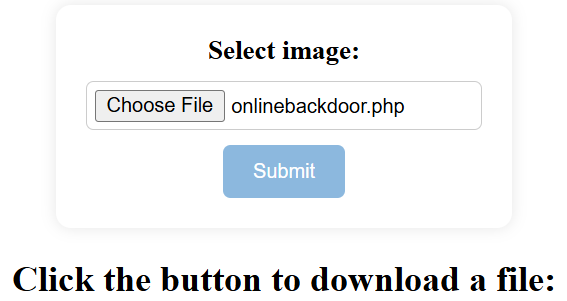 Select image:
Choose File onlinebackdoor.php
Submit
Click the button to download a file: